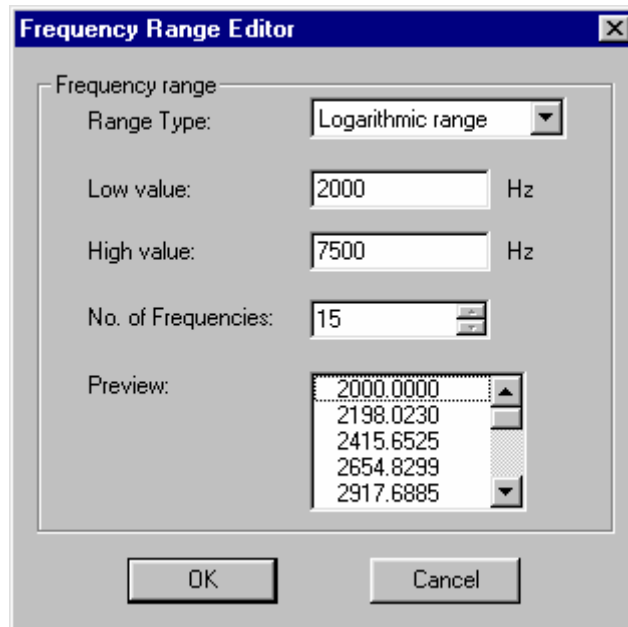 Frequency Range Editor
Frequency range
Range Type: Logarithmic range
Low value: 2000 Hz
High value: 7500 Hz
No. of Frequencies: 15
Preview: 2000.0000
2198.0230
2415.6525
2654.8299
2917.6885
OK Cancel